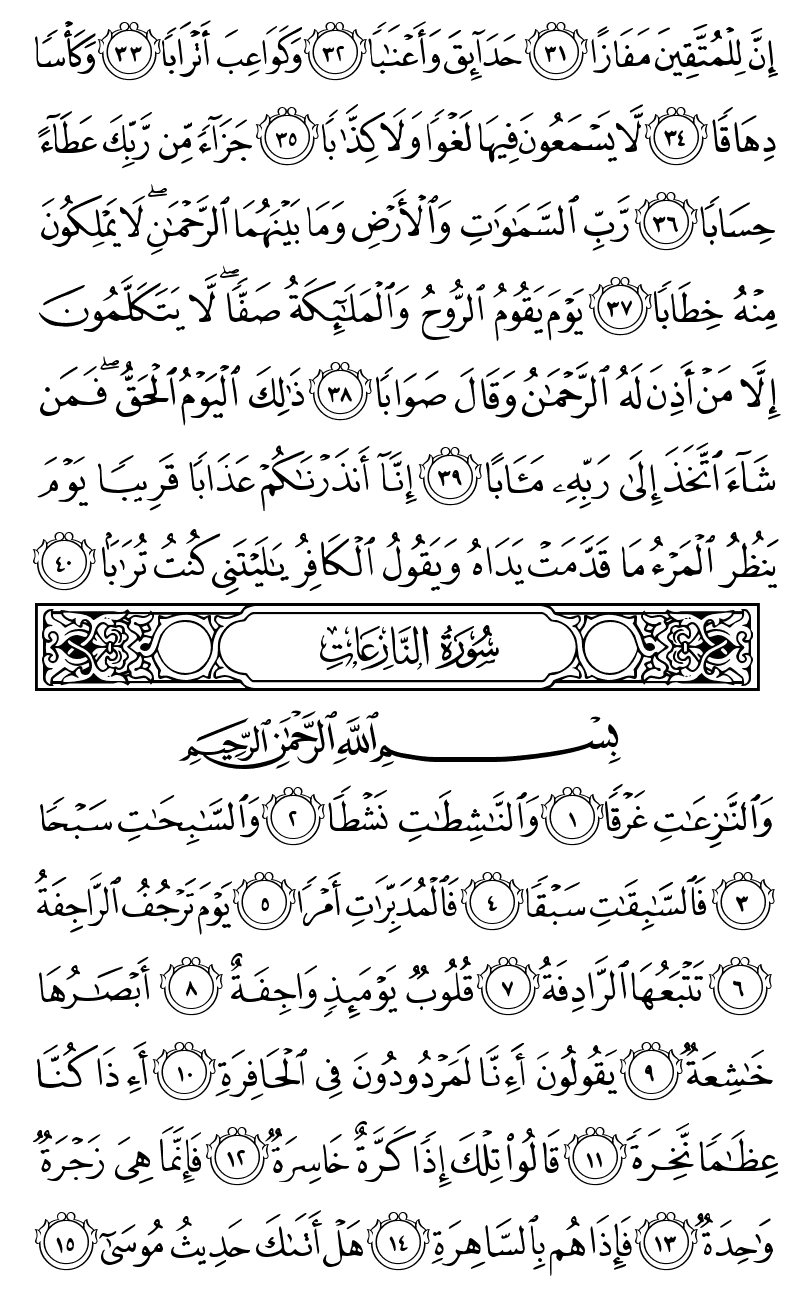 إِنَّ لِلۡمُتَّقِينَ مَفَازًا ٣١ حَدَآئِقَ وَأَعۡنَٰبٗا ٣٢ وَكَوَاعِبَ أَتۡرَابٗا ٣٣ وَكَأۡسٗا
دِهَاقٗا ٣٤ لَّا يَسۡمَعُونَ فِيهَا لَغۡوٗا وَلَا كِذَّٰبٗا ٣٥ جَزَآءٗ مِّن رَّبِّكَ عَطَآءً
حِسَابٗا ٣٦ رَّبِّ ٱلسَّمَٰوَٰتِ وَٱلۡأَرۡضِ وَمَا بَيۡنَهُمَا ٱلرَّحۡمَٰنِۖ لَا يَمۡلِكُونَ
مِنۡهُ خِطَابٗا ٣٧ يَوۡمَ يَقُومُ ٱلرُّوحُ وَٱلۡمَلَٰٓئِكَةُ صَفّٗاۖ لَّا يَتَكَلَّمُونَ
إِلَّا مَنۡ أَذِنَ لَهُ ٱلرَّحۡمَٰنُ وَقَالَ صَوَابٗا ٣٨ ذَٰلِكَ ٱلۡيَوۡمُ ٱلۡحَقُّۖ فَمَن
شَآءَ ٱتَّخَذَ إِلَىٰ رَبِّهِۦ مَـَٔابًا ٣٩ إِنَّآ أَنذَرۡنَٰكُمۡ عَذَابٗا قَرِيبٗا يَوۡمَ
يَنظُرُ ٱلۡمَرۡءُ مَا قَدَّمَتۡ يَدَاهُ وَيَقُولُ ٱلۡكَافِرُ يَٰلَيۡتَنِي كُنتُ تُرَٰبَۢا ٤٠
سُورَةُ النَّازِعَاتِ
بِسۡمِ ٱللَّهِ ٱلرَّحۡمَٰنِ ٱلرَّحِيمِ
وَٱلنَّٰزِعَٰتِ غَرۡقٗا ١ وَٱلنَّٰشِطَٰتِ نَشۡطٗا ٢ وَٱلسَّٰبِحَٰتِ سَبۡحٗا
٣ فَٱلسَّٰبِقَٰتِ سَبۡقٗا ٤ فَٱلۡمُدَبِّرَٰتِ أَمۡرٗا ٥ يَوۡمَ تَرۡجُفُ ٱلرَّاجِفَةُ
٦ تَتۡبَعُهَا ٱلرَّادِفَةُ ٧ قُلُوبٞ يَوۡمَئِذٖ وَاجِفَةٌ ٨ أَبۡصَٰرُهَا
خَٰشِعَةٞ ٩ يَقُولُونَ أَءِنَّا لَمَرۡدُودُونَ فِي ٱلۡحَافِرَةِ ١٠ أَءِذَا كُنَّا
عِظَٰمٗا نَّخِرَةٗ ١١ قَالُواْ تِلۡكَ إِذٗا كَرَّةٌ خَاسِرَةٞ ١٢ فَإِنَّمَا هِيَ زَجۡرَةٞ
وَٰحِدَةٞ ١٣ فَإِذَا هُم بِٱلسَّاهِرَةِ ١٤ هَلۡ أَتَىٰكَ حَدِيثُ مُوسَىٰٓ ١٥